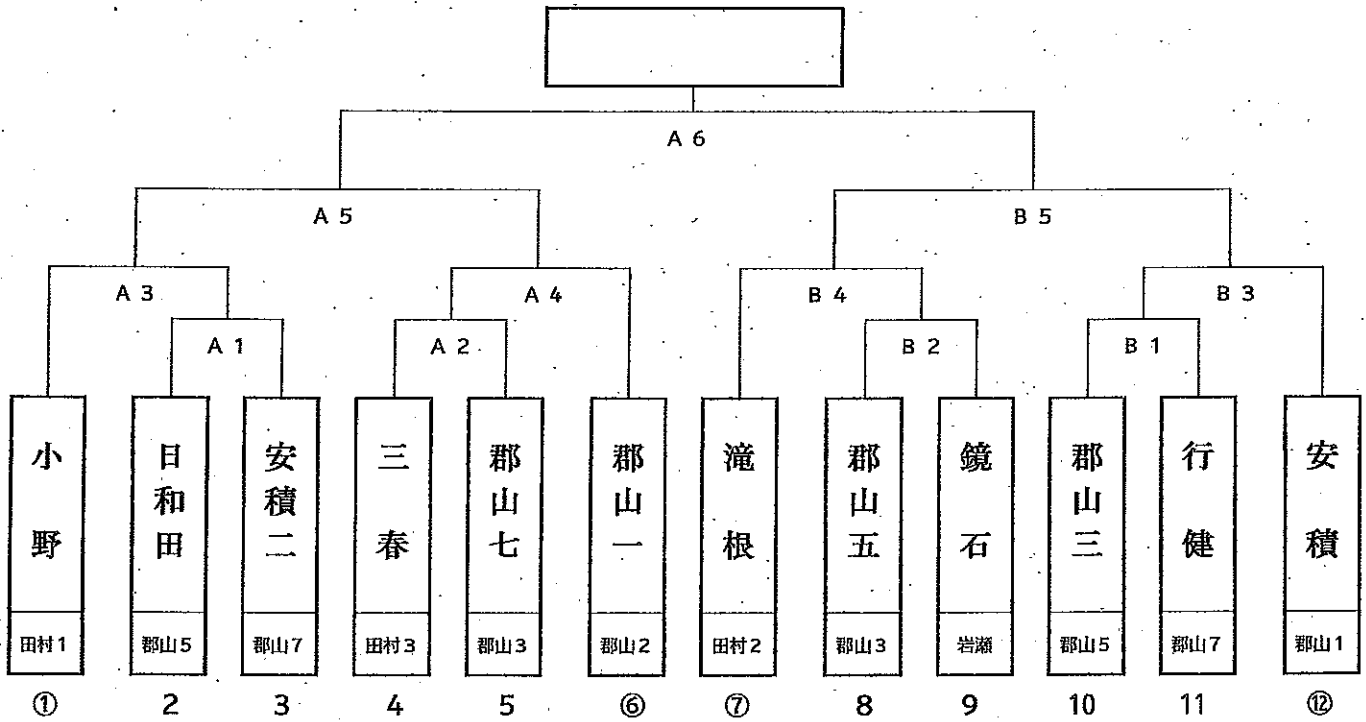 A 6
A 5
B 5
A 3
A 4
B 4
B 3
A 1
A 2
B 2
B 1
小野
日和田
安積二
三春
郡山七
郡山一
滝根
郡山五
鏡石
郡山三
行健
安積
田村1
郡山5
郡山7
田村3
郡山3
郡山2
田村2
郡山3
岩瀬
郡山5
郡山7
郡山1
①
2
3
4
5
⑥
⑦
8
9
10
11
⑫